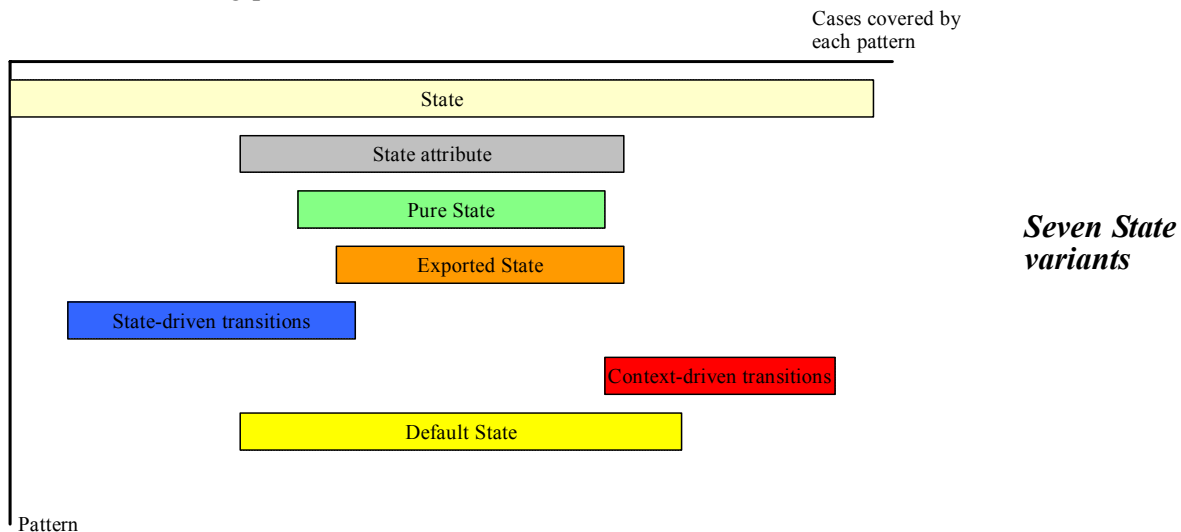 Cases covered by
each pattern
State
State attribute
Pure State
Seven State
variants
Exported State
State-driven transitions
Context-driven transitions
Default State
Pattern